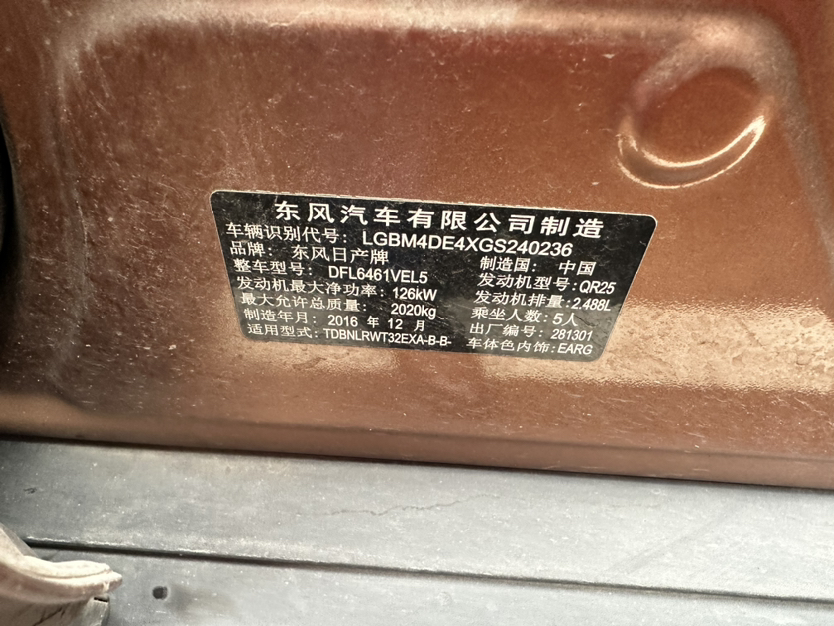 东风汽车有限公司制造
车辆识别代号: LGBM4DE4XGS240236
品牌: 东风日产牌 制造国: 中国
整车型号: DFL6461VEL5 发动机型号:QR25
发动机最大净功率: 126kW 发动机排量:2.488L
最大允许总质量: 2020kg 乘坐人数:5人
制造年月: 2016 年 12 月 出厂编号: 281301
适用型式:TDBNLRWT32EXA-B-B- 车体色内饰:EARG